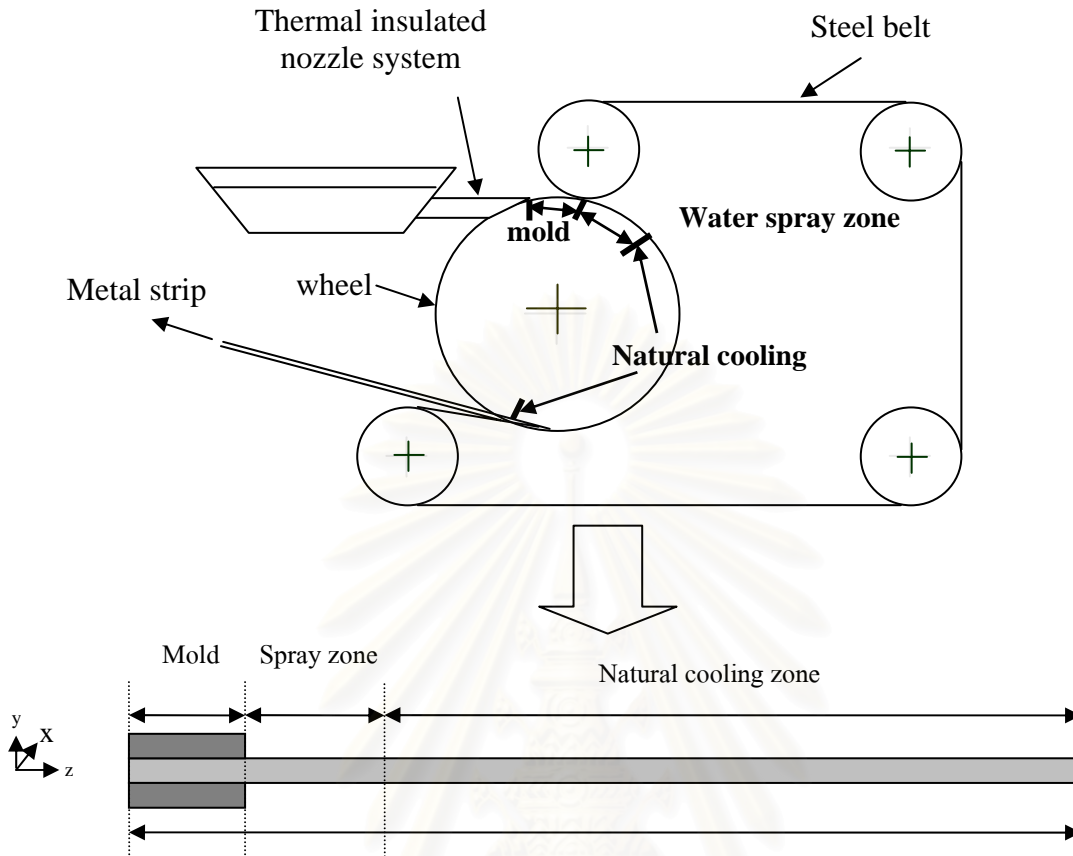 Thermal insulated
nozzle system
Steel belt
mold
Water spray zone
wheel
Metal strip
Natural cooling
Mold
Spray zone
Natural cooling zone
y
x
z